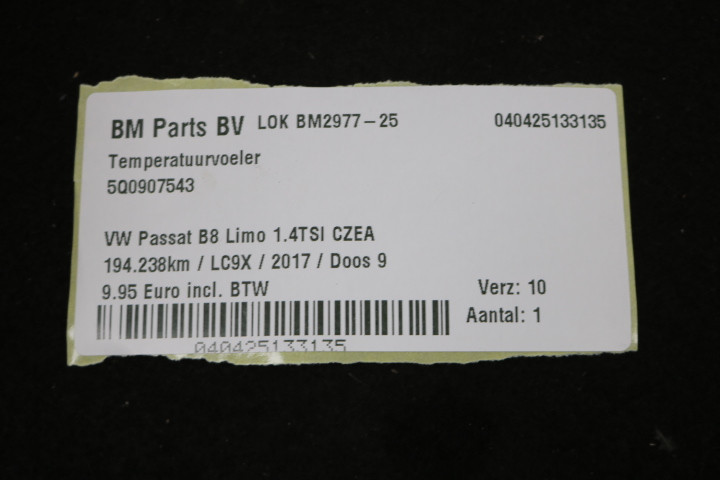 BM Parts BV LOK BM2977-25 040425133135
Temperatuurvoeler
5Q0907543
VW Passat B8 Limo 1.4TSI CZEA
194.238km / LC9X / 2017 / Doos 9
9.95 Euro incl. BTW Verz: 10
Aantal: 1
040425133135